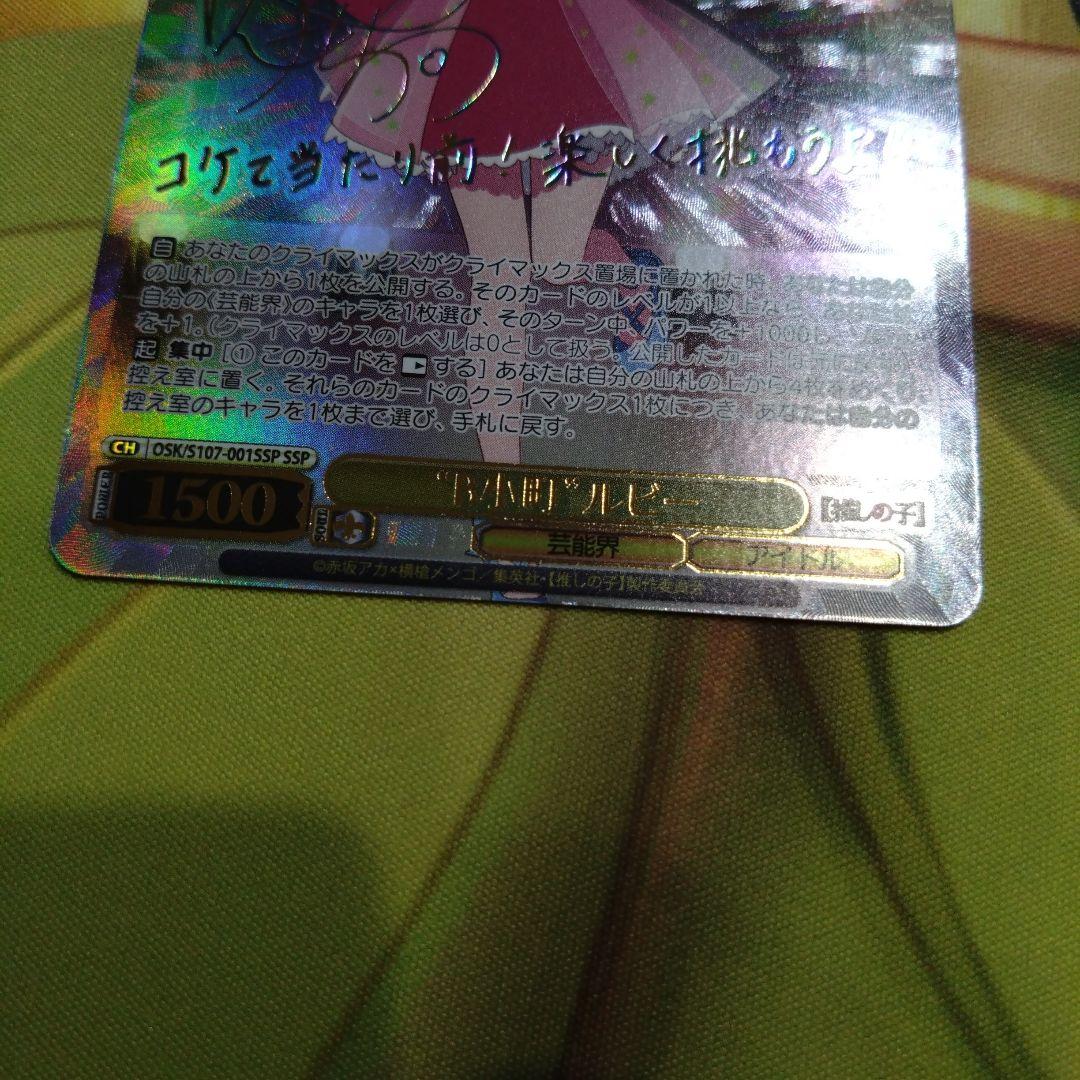 コケて当たり前！楽しく挑もうよ
自 あなたのクライマックスがクライマックス置場に置かれた時、あなたは自分
の山札の上から1枚を公開する。そのカードのレベルが1以上なら、あなたは
自分の《芸能界》のキャラを1枚選び、そのターン中、パワーを＋1000し、
を＋1。（クライマックスのレベルは0として扱う。公開したカードは元に
起 集中 [① このカードを する] あなたは自分の山札の上から4枚をめくり、
控え室に置く。それらのカードのクライマックス1枚につき、あなたは自分の
控え室のキャラを1枚まで選び、手札に戻す。
CH OSK/S107-001SSP SSP
POWER 1500 SOUL “B小町”ルビー 【推しの子】
芸能界 アイドル
©赤坂アカ×横槍メンゴ／集英社・【推しの子】製作委員会